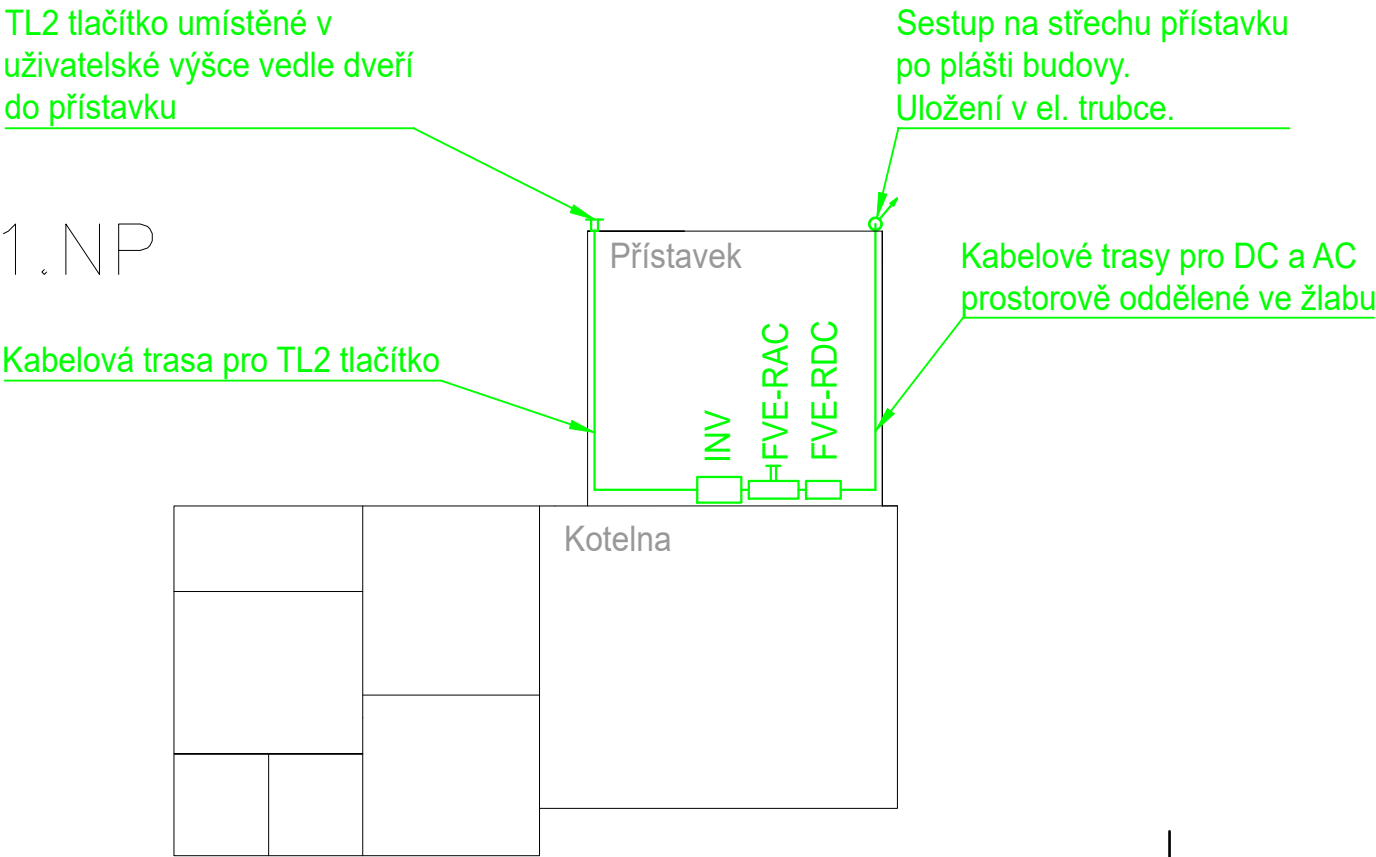 TL2 tlačítko umístěné v
uživatelské výšce vedle dveří
do přístavku
Sestup na střechu přístavku
po plášti budovy.
Uložení v el. trubce.
1.NP
Přístavek
Kabelové trasy pro DC a AC
prostorově oddělené ve žlabu
Kabelová trasa pro TL2 tlačítko
INV
FVE-RAC
FVE-RDC
Kotelna